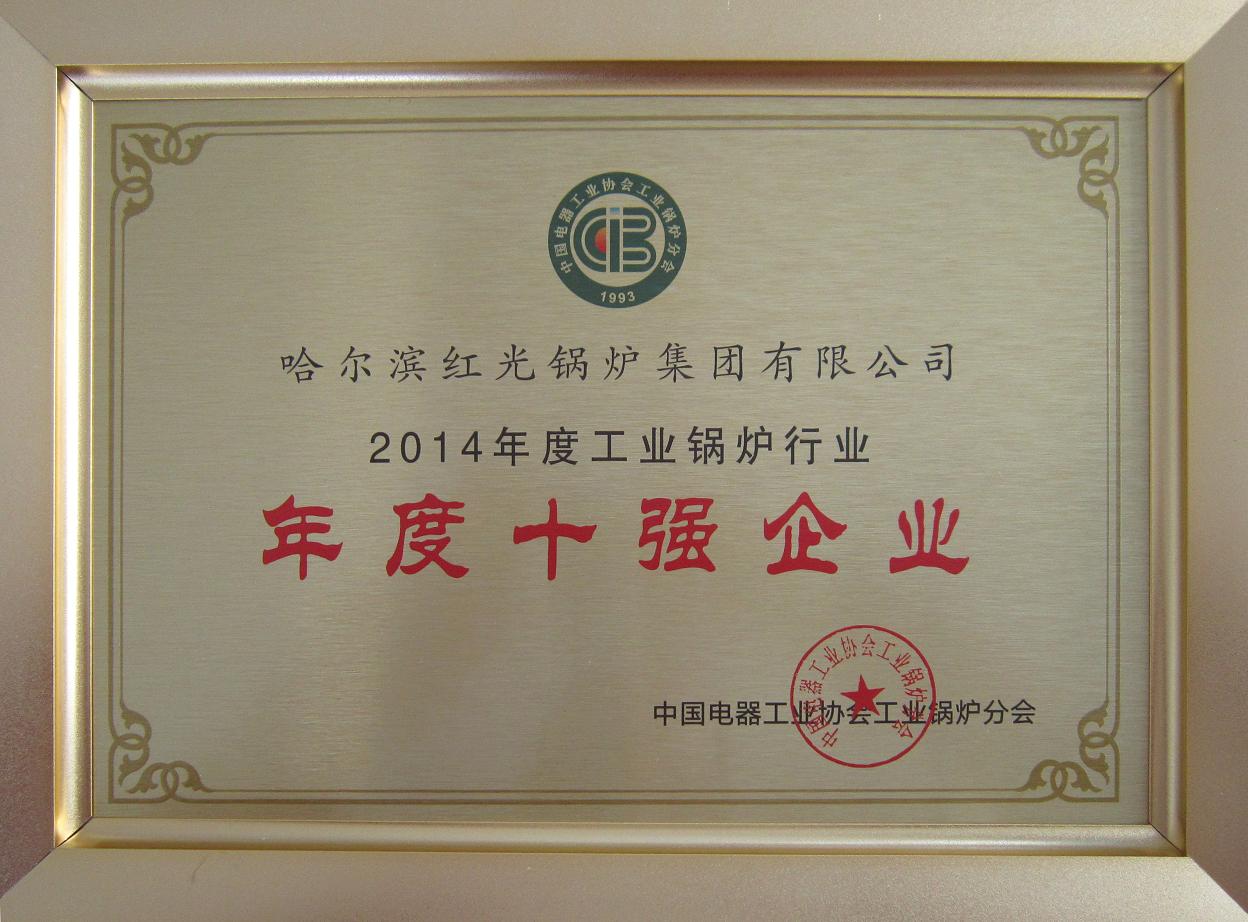 中国电器工业协会工业锅炉分会
CIB
1993
哈尔滨红光锅炉集团有限公司
2014年度工业锅炉行业
年度十强企业
中国电器工业协会工业锅炉分会
中国电器工业协会工业锅炉分会